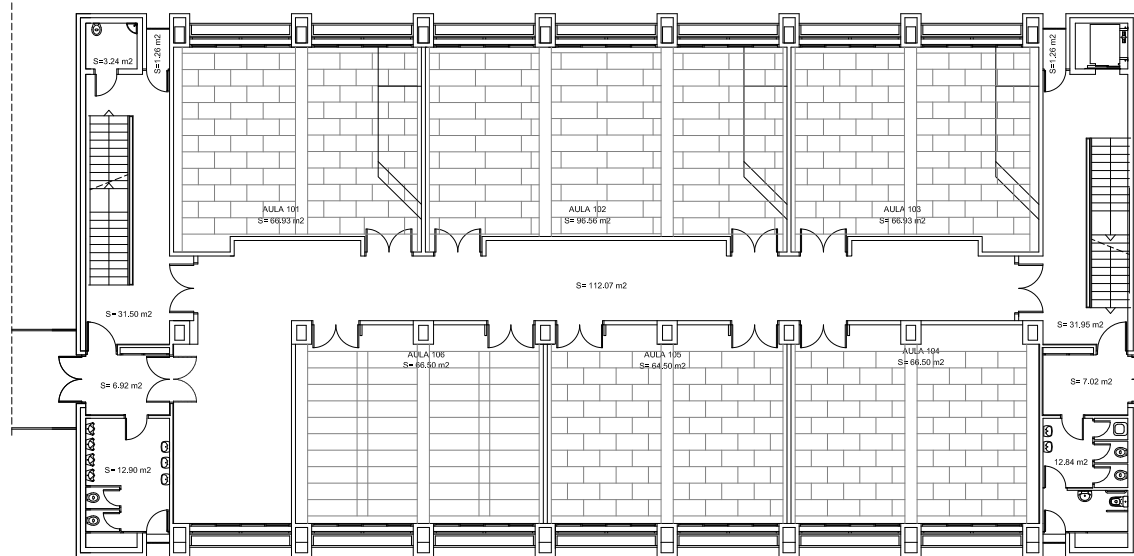 S=3.24 m2
S=1.26 m2
S=1.26 m2
AULA 101
S= 66.93 m2
AULA 102
S= 96.56 m2
AULA 103
S= 66.93 m2
S= 112.07 m2
S= 31.50 m2
S= 31.95 m2
AULA 106
S= 66.50 m2
AULA 105
S= 64.50 m2
AULA 104
S= 66.50 m2
S= 6.92 m2
S= 7.02 m2
S= 12.90 m2
12.84 m2